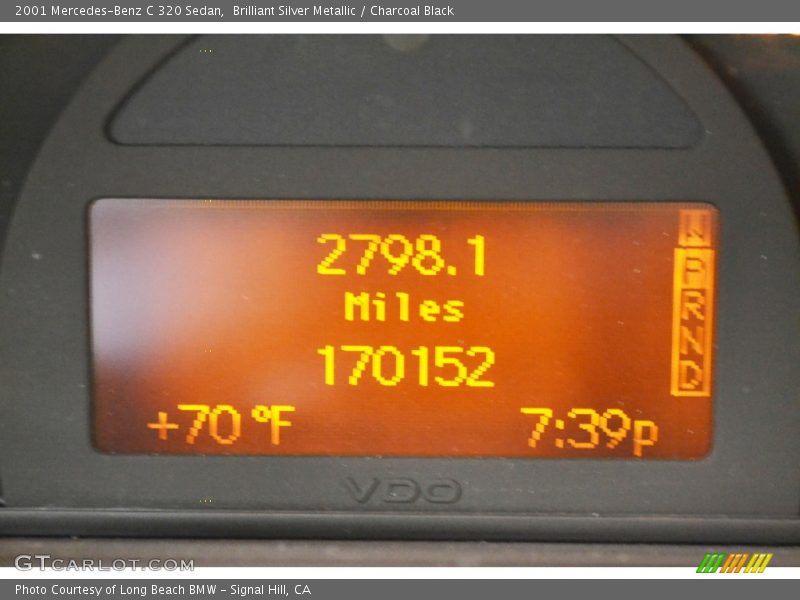 2001 Mercedes-Benz C 320 Sedan, Brilliant Silver Metallic / Charcoal Black
2798.1
Miles
170152
+70 °F
7:39p
W
P
R
N
D
VDO
GTCARLOT.COM
Photo Courtesy of Long Beach BMW - Signal Hill, CA